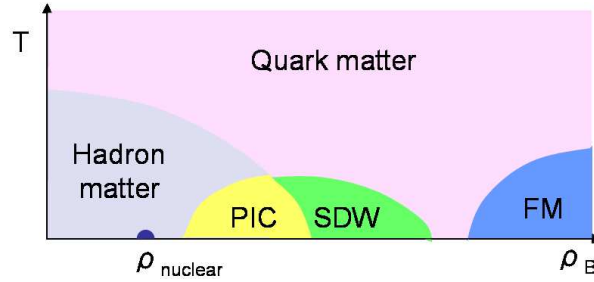 T
Quark matter
Hadron
matter
PIC
SDW
FM
ρ nuclear
ρ B